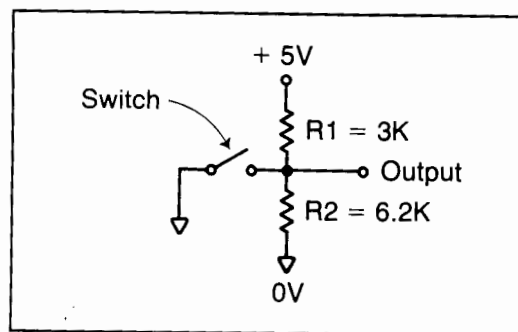 + 5V
Switch
R1 = 3K
Output
R2 = 6.2K
0V